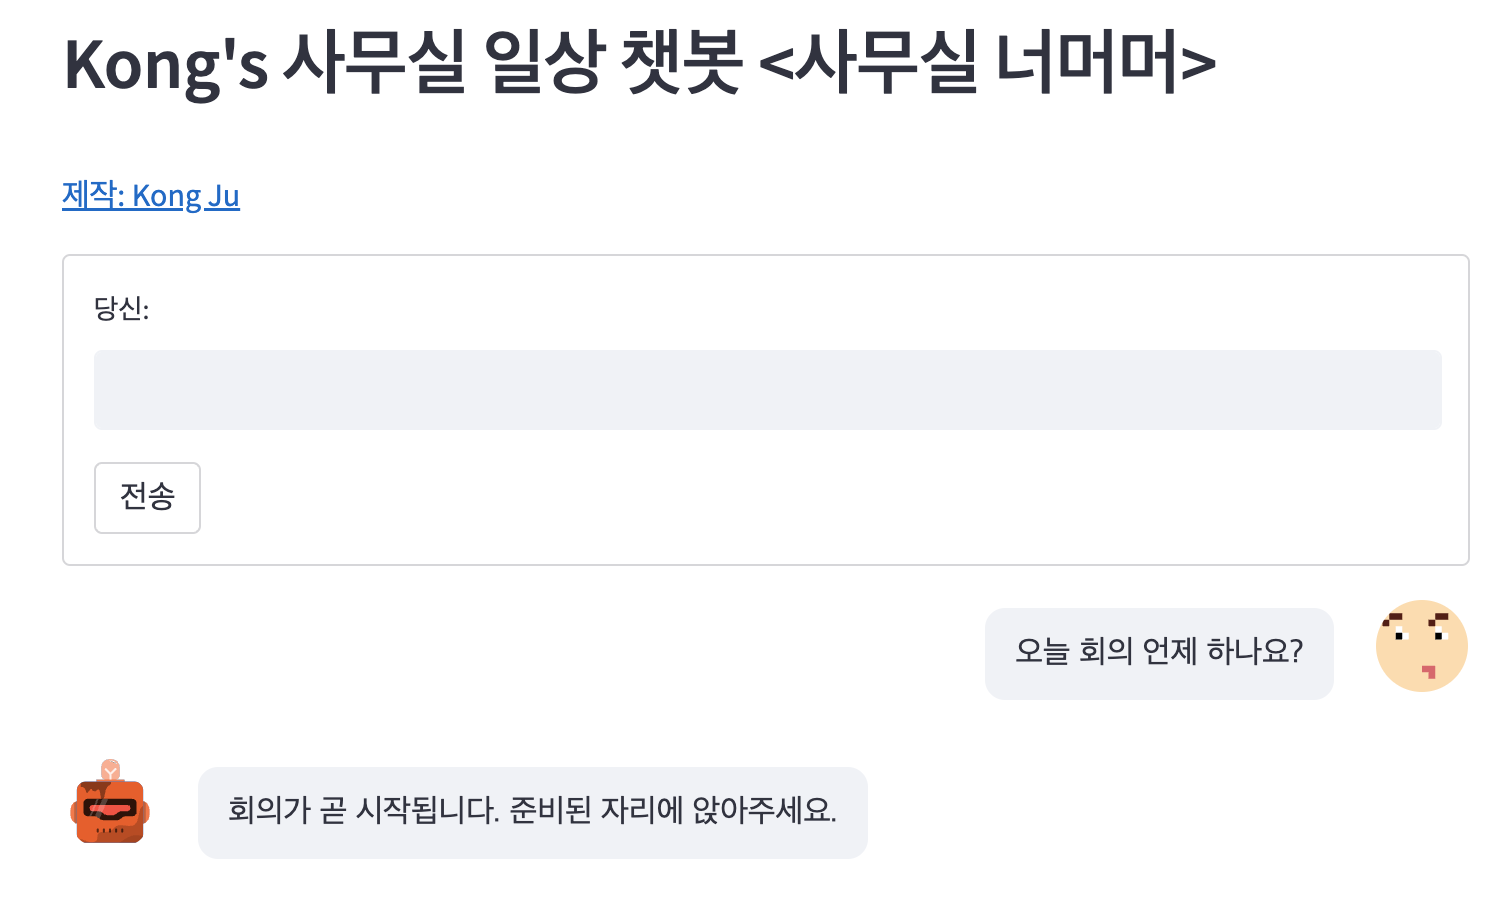 Kong's 사무실 일상 챗봇 <사무실 너머머>
제작: Kong Ju
당신:
전송
오늘 회의 언제 하나요?
회의가 곧 시작됩니다. 준비된 자리에 앉아주세요.